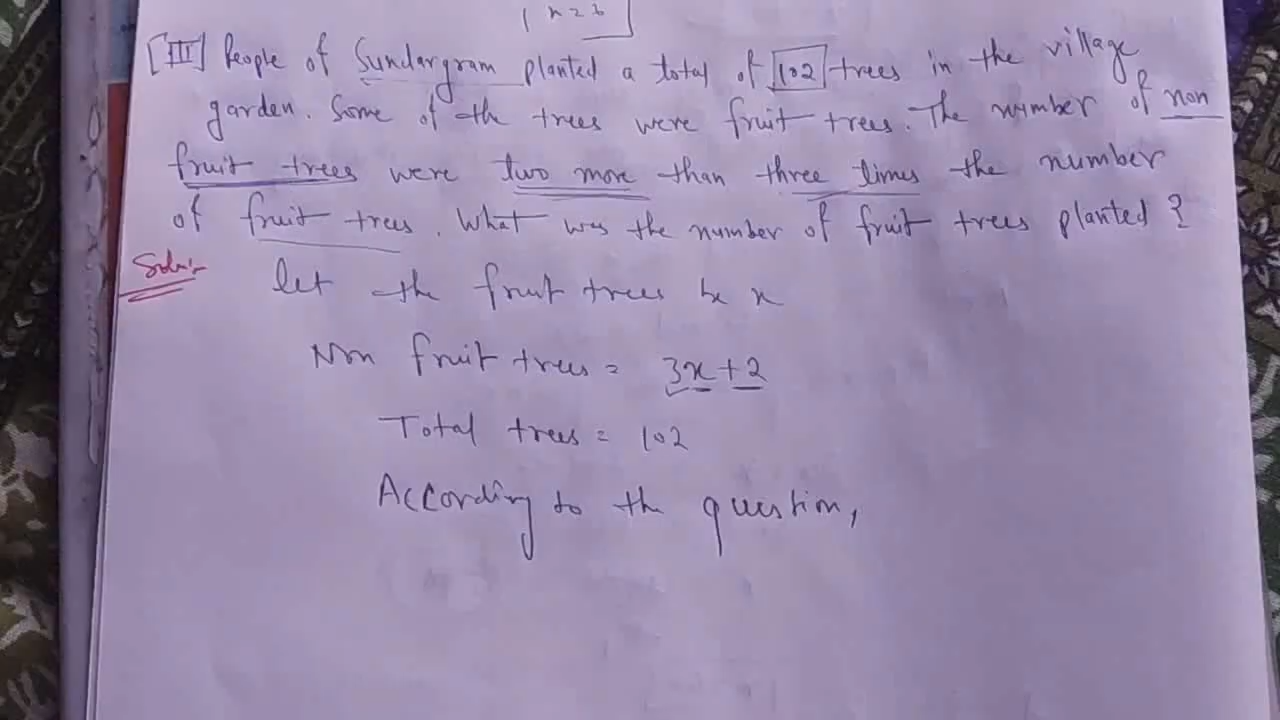 x = 6
[III] People of Sundargram planted a total of 102 trees in the village
garden. Some of the trees were fruit trees. The number of non
fruit trees were two more than three times the number
of fruit trees. What was the number of fruit trees planted?
Soln:-
let the fruit trees be x
Non fruit trees = 3x + 2
Total trees = 102
According to the question,